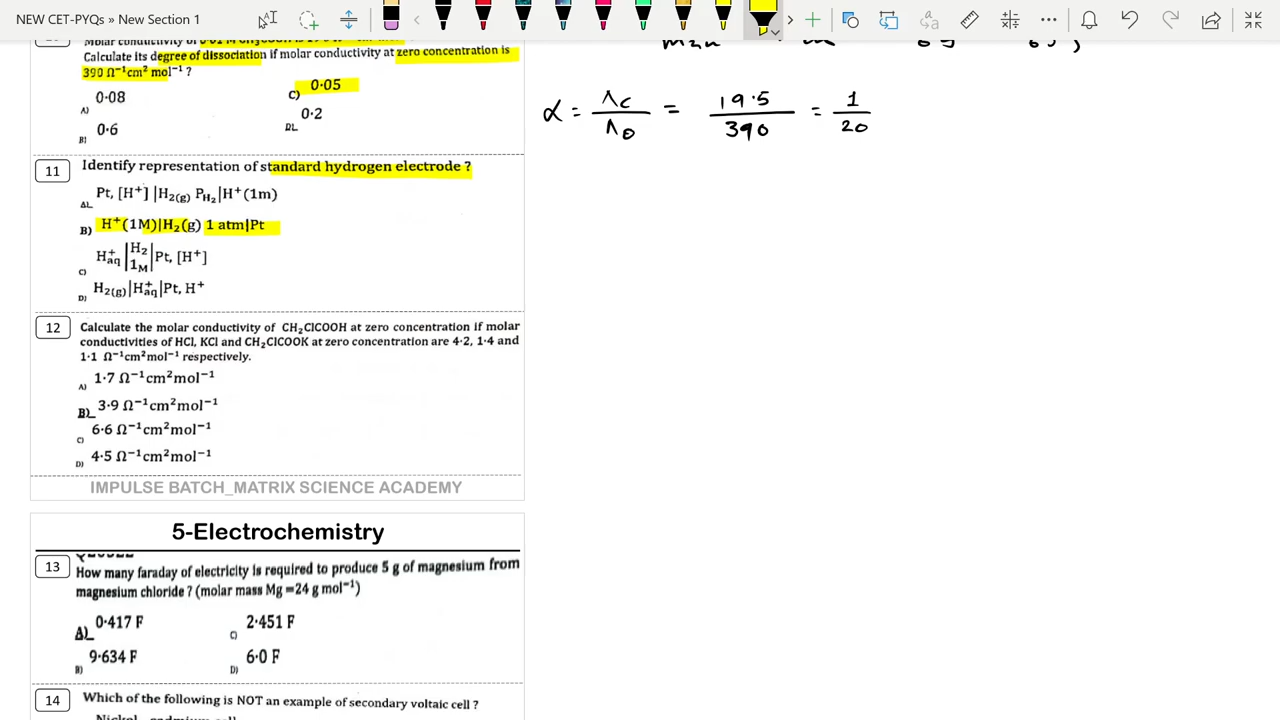 NEW CET-PYQs » New Section 1
Calculate its degree of dissociation if molar conductivity at zero concentration is
390 Ω⁻¹cm² mol⁻¹ ?
A) 0·08
C) 0·05
B) 0·6
D) 0·2
α = Λc/Λ0 = 19·5/390 = 1/20
11 Identify representation of standard hydrogen electrode ?
A) Pt, [H⁺] |H₂(g) P_H₂|H⁺(1m)
B) H⁺(1M)|H₂(g) 1 atm|Pt
C) H⁺aq |H₂ 1M|Pt, [H⁺]
D) H₂(g)|H⁺aq|Pt, H⁺
12 Calculate the molar conductivity of CH₂ClCOOH at zero concentration if molar
conductivities of HCl, KCl and CH₂ClCOOK at zero concentration are 4·2, 1·4 and
1·1 Ω⁻¹cm²mol⁻¹ respectively.
A) 1·7 Ω⁻¹cm²mol⁻¹
B) 3·9 Ω⁻¹cm²mol⁻¹
C) 6·6 Ω⁻¹cm²mol⁻¹
D) 4·5 Ω⁻¹cm²mol⁻¹
IMPULSE BATCH_MATRIX SCIENCE ACADEMY
5-Electrochemistry
13 How many faraday of electricity is required to produce 5 g of magnesium from
magnesium chloride ? (molar mass Mg =24 g mol⁻¹)
A) 0·417 F
C) 2·451 F
B) 9·634 F
D) 6·0 F
14 Which of the following is NOT an example of secondary voltaic cell ?